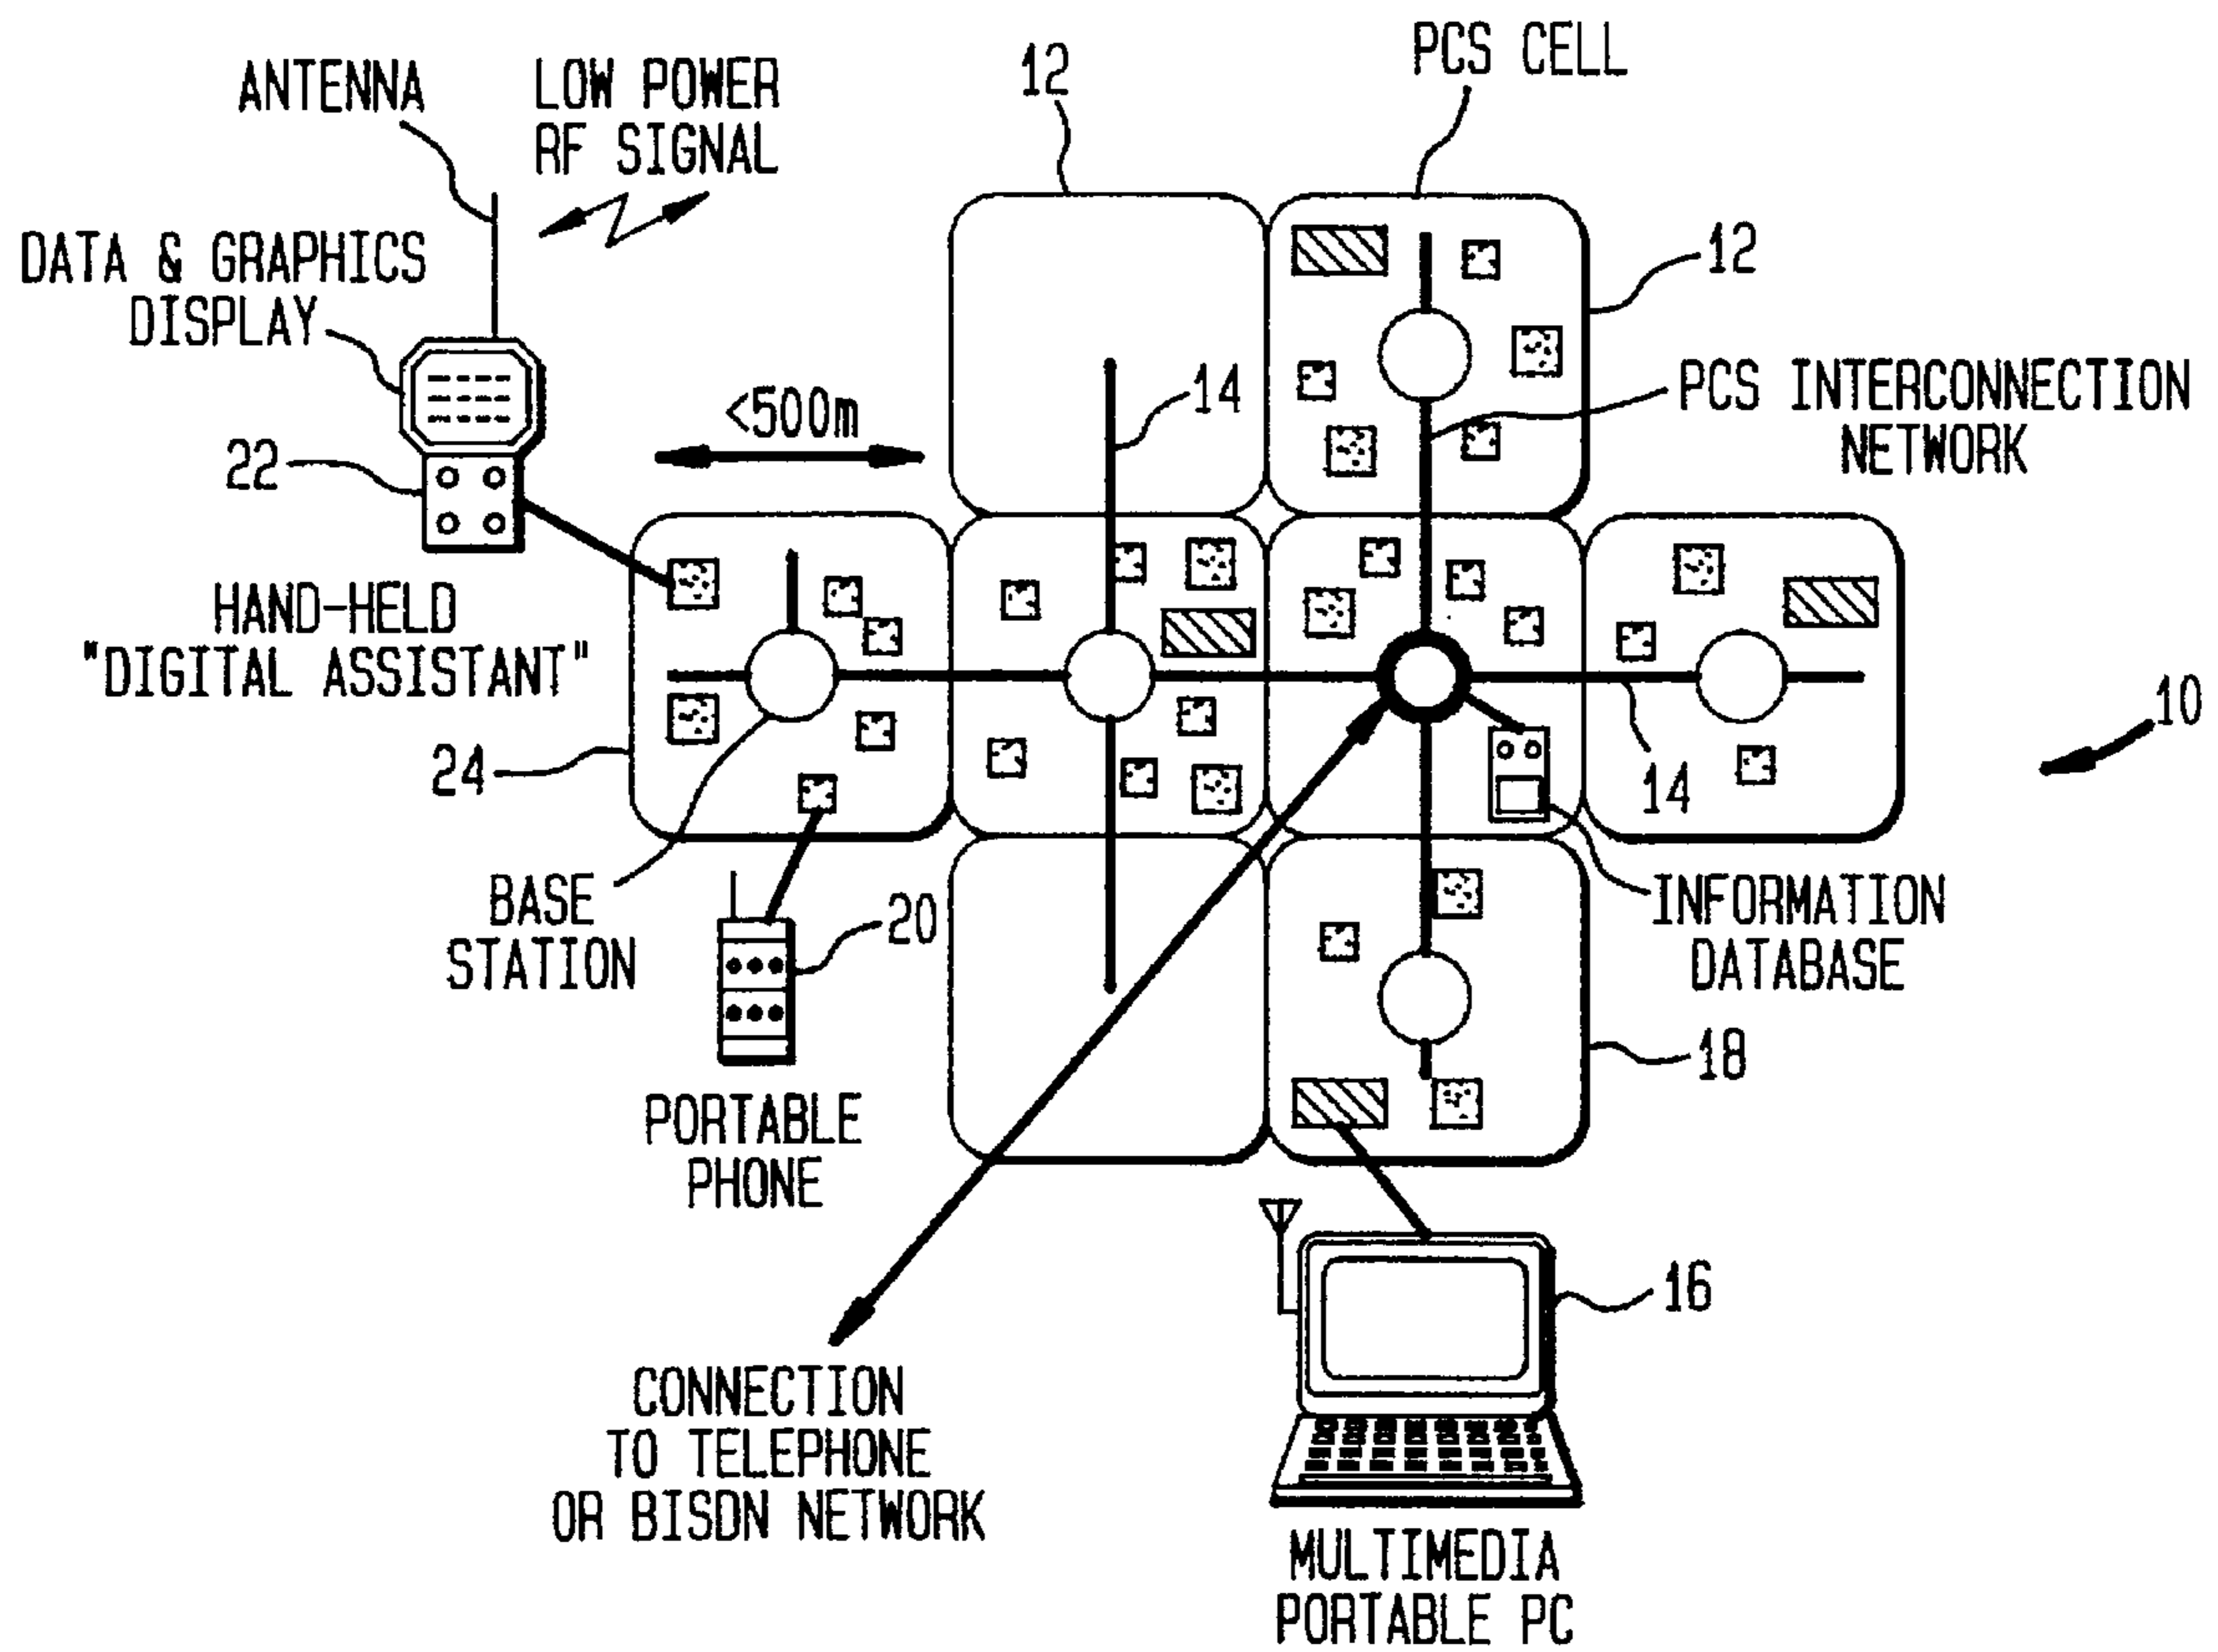 ANTENNA
LOW POWER
RF SIGNAL
12
PCS CELL
DATA & GRAPHICS
DISPLAY
12
<500m
14
PCS INTERCONNECTION
NETWORK
22
HAND-HELD
"DIGITAL ASSISTANT"
24
10
14
BASE
STATION
20
INFORMATION
DATABASE
18
PORTABLE
PHONE
16
CONNECTION
TO TELEPHONE
OR BISDN NETWORK
MULTIMEDIA
PORTABLE PC